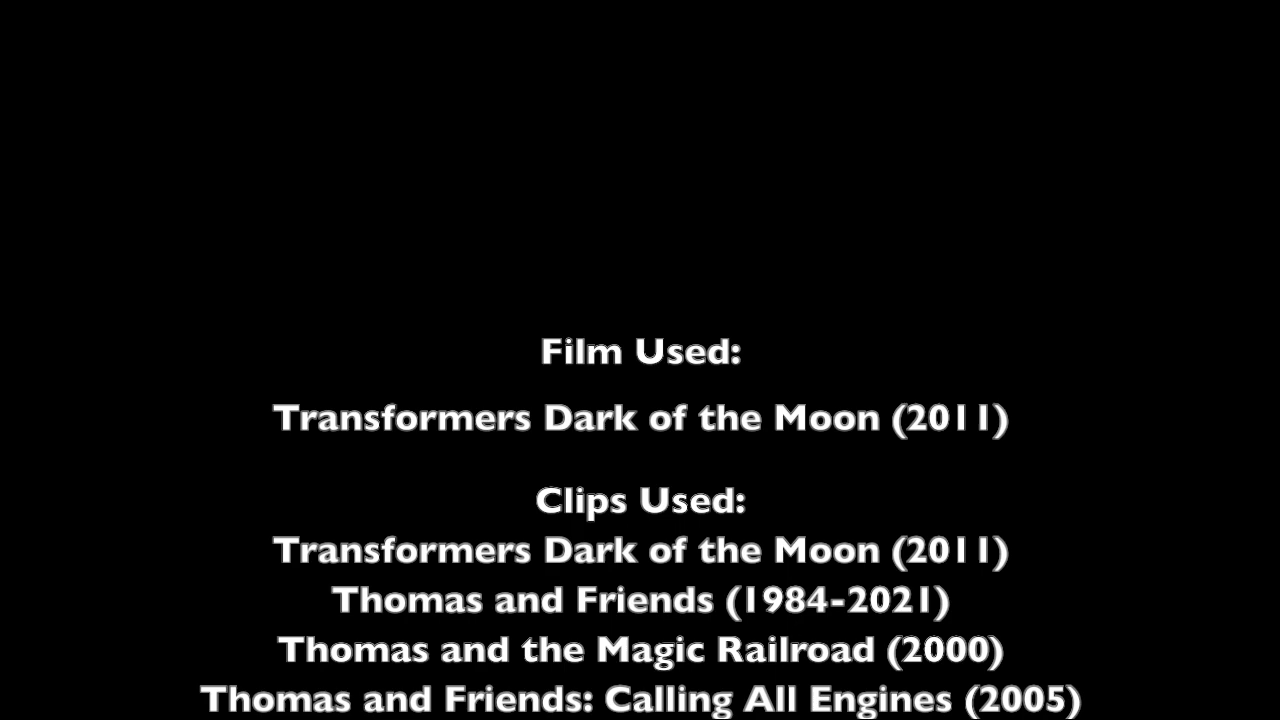 Film Used:
Transformers Dark of the Moon (2011)
Clips Used:
Transformers Dark of the Moon (2011)
Thomas and Friends (1984-2021)
Thomas and the Magic Railroad (2000)
Thomas and Friends: Calling All Engines (2005)